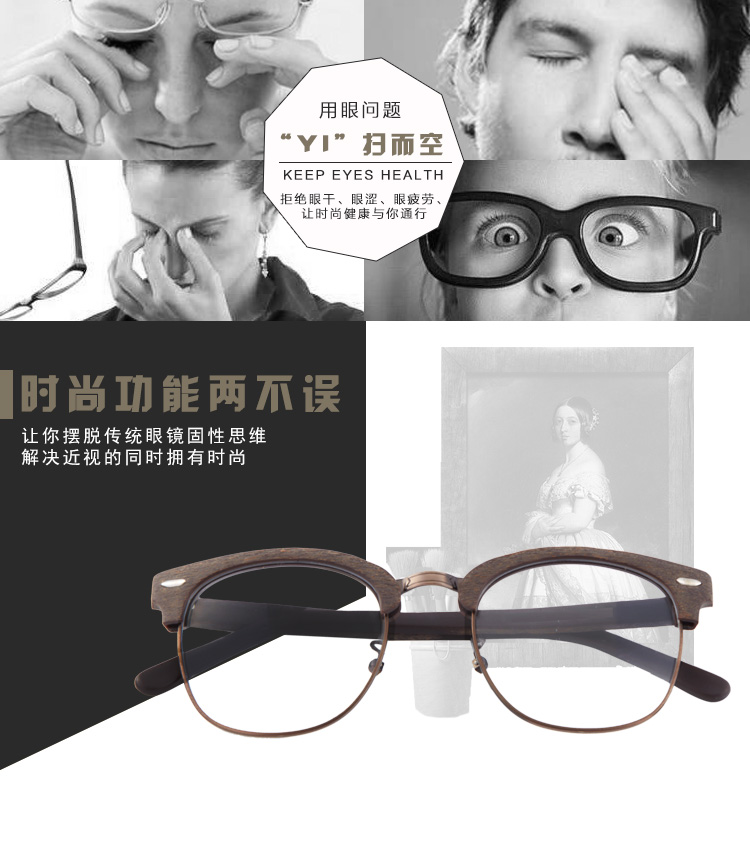 用眼问题
“YI”扫而空
KEEP EYES HEALTH
拒绝眼干、眼涩、眼疲劳、
让时尚健康与你通行
时尚功能两不误
让你摆脱传统眼镜固性思维
解决近视的同时拥有时尚